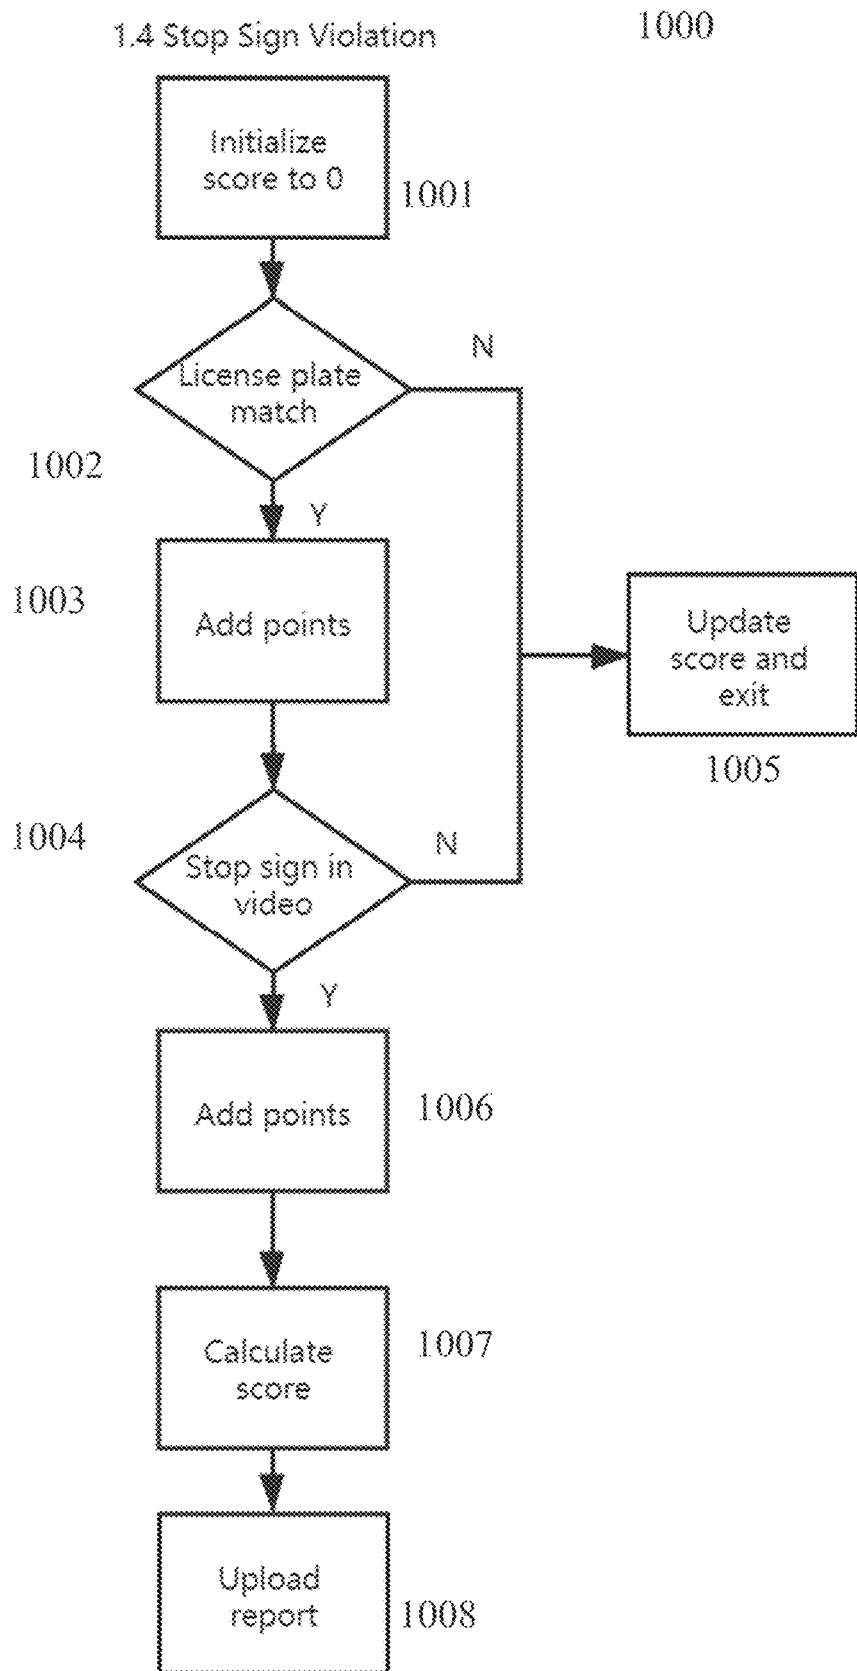 1.4 Stop Sign Violation
1000
Initialize
score to 0
1001
License plate
match
N
1002
Y
1003
Add points
Update
score and
exit
1005
1004
Stop sign in
video
N
Y
Add points
1006
Calculate
score
1007
Upload
report
1008